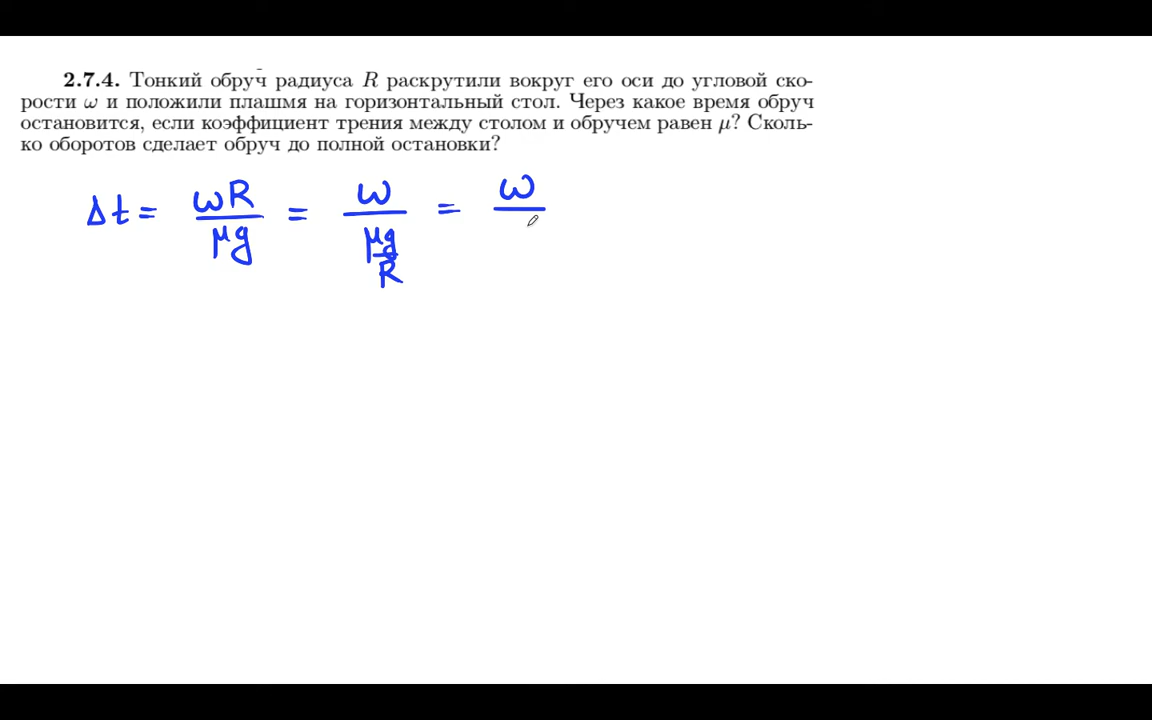 2.7.4. Тонкий обруч радиуса R раскрутили вокруг его оси до угловой ско-
рости ω и положили плашмя на горизонтальный стол. Через какое время обруч
остановится, если коэффициент трения между столом и обручем равен μ? Сколь-
ко оборотов сделает обруч до полной остановки?
Δt = ωR/μg = ω/(μg/R) = ω/